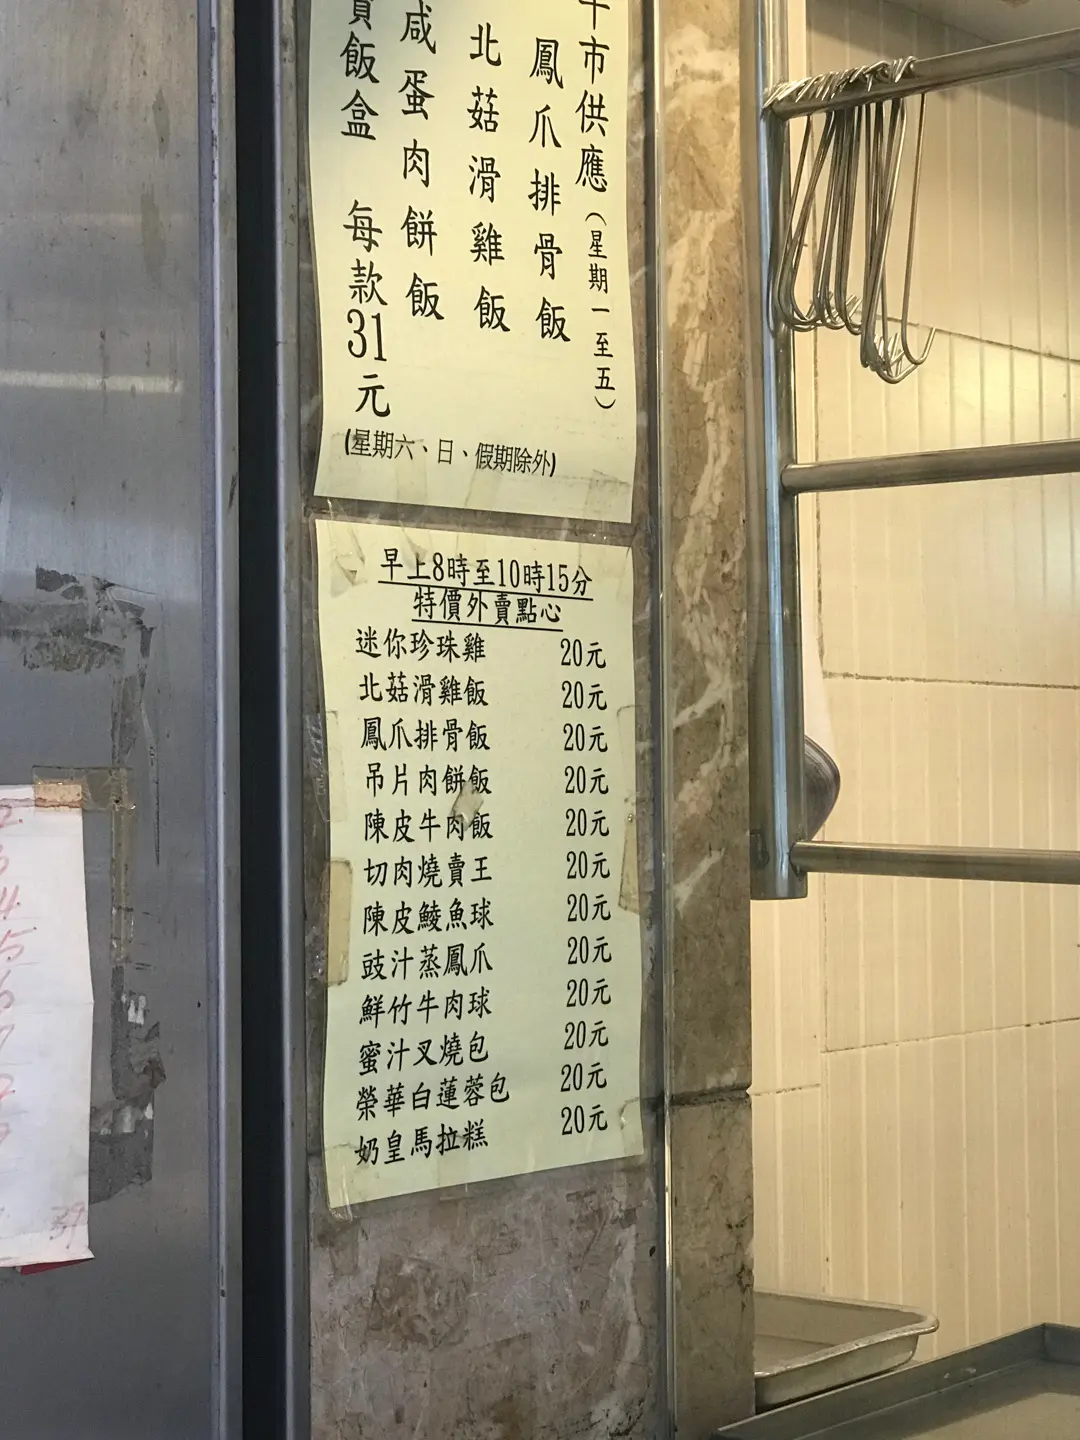 午市供應(星期一至五)
鳳爪排骨飯
北菇滑雞飯
咸蛋肉餅飯
賣飯盒 每款31元
(星期六、日、假期除外)
早上8時至10時15分
特價外賣點心
迷你珍珠雞 20元
北菇滑雞飯 20元
鳳爪排骨飯 20元
吊片肉餅飯 20元
陳皮牛肉飯 20元
切肉燒賣王 20元
陳皮鯪魚球 20元
豉汁蒸鳳爪 20元
鮮竹牛肉球 20元
蜜汁叉燒包 20元
榮華白蓮蓉包 20元
奶皇馬拉糕 20元